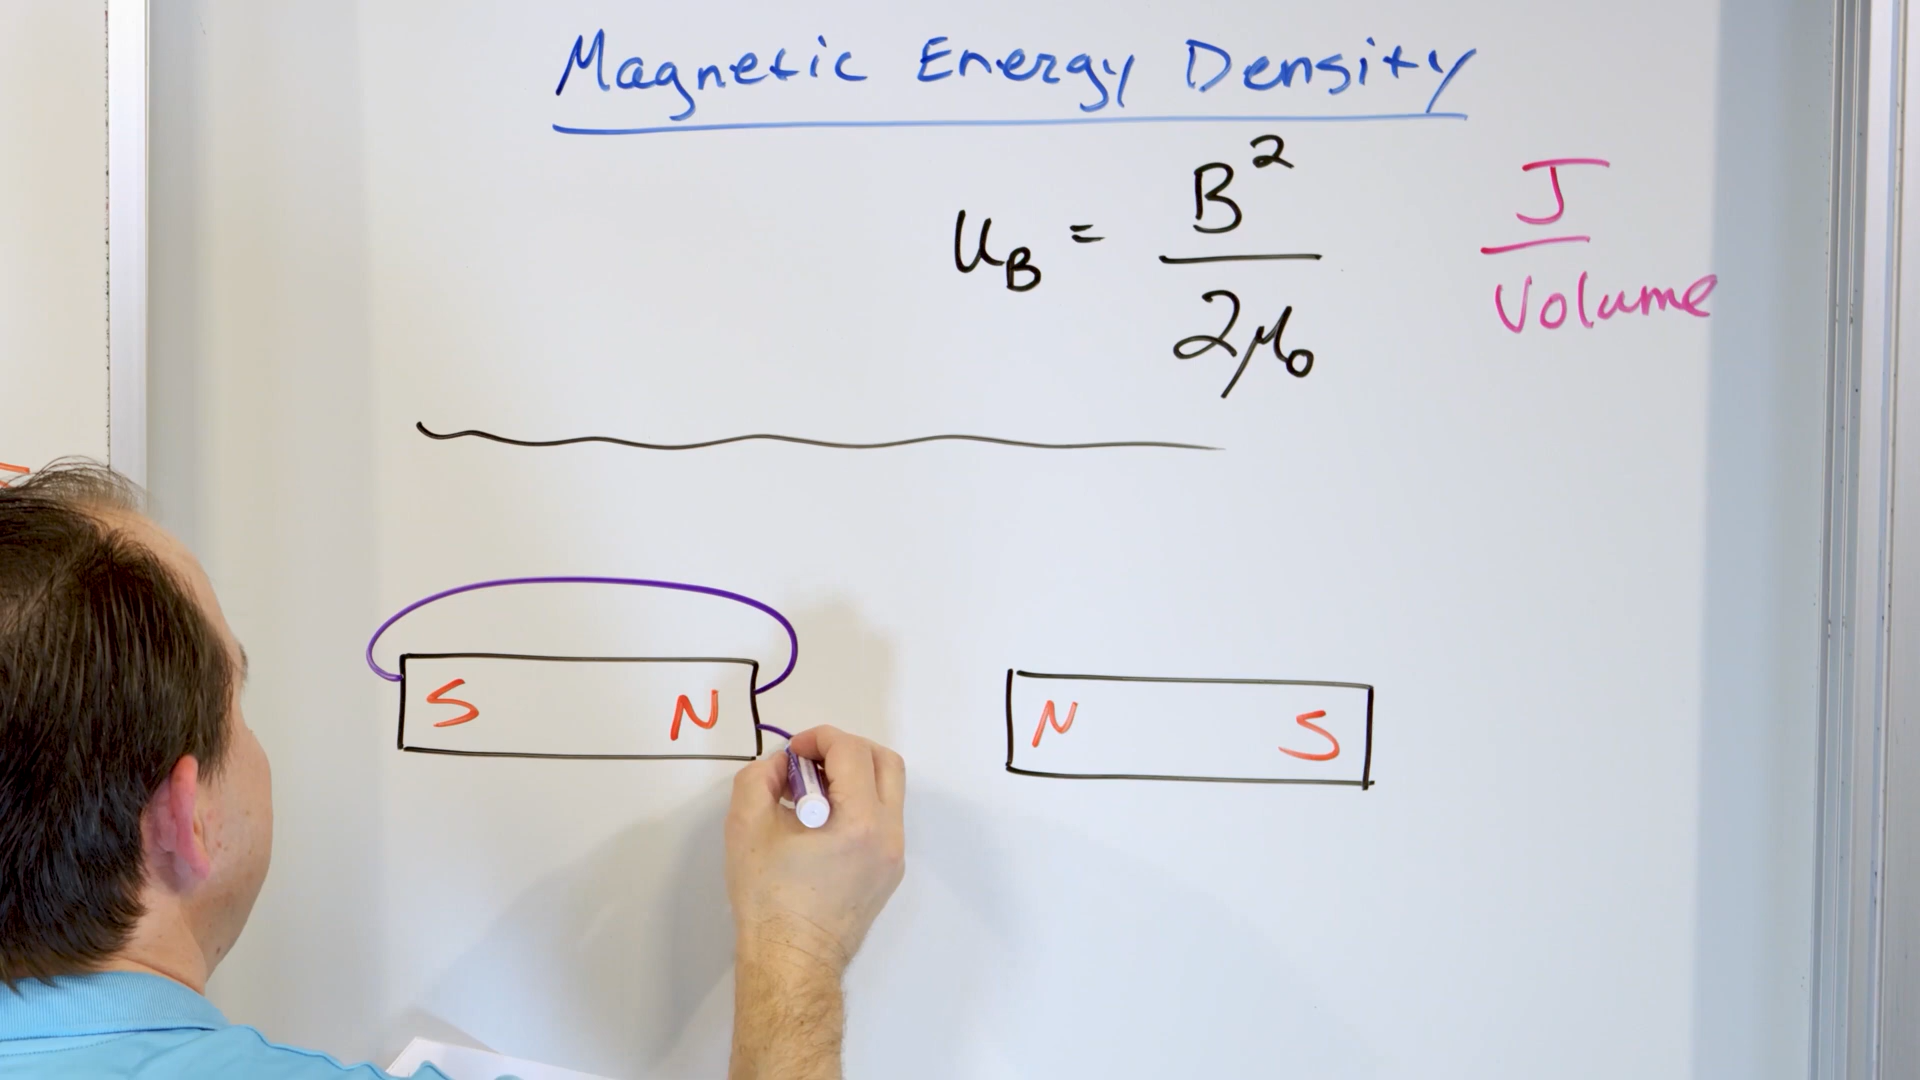 Magnetic Energy Density
u_B = B² / 2μ₀
J / Volume
S N
N S